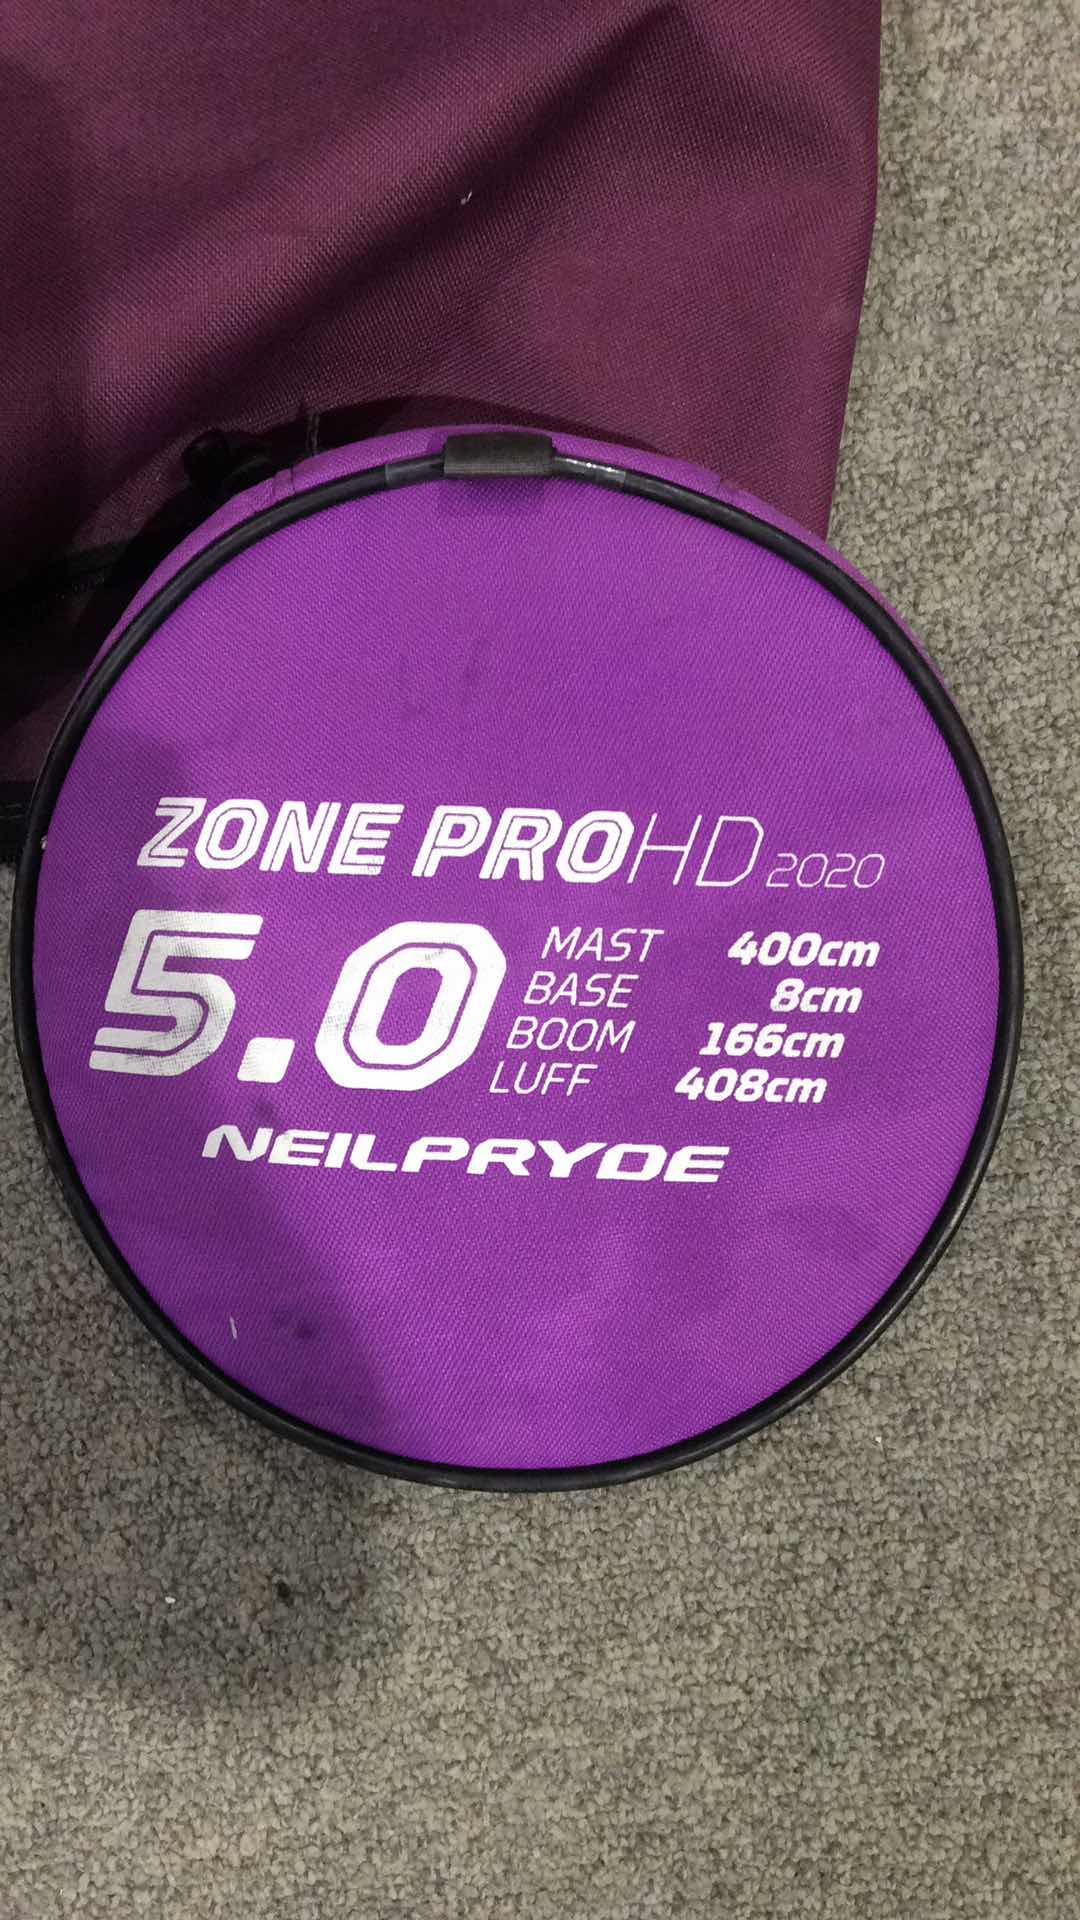 ZONE PROHD 2020
5.0
MAST 400cm
BASE 8cm
BOOM 166cm
LUFF 408cm
NEILPRYDE